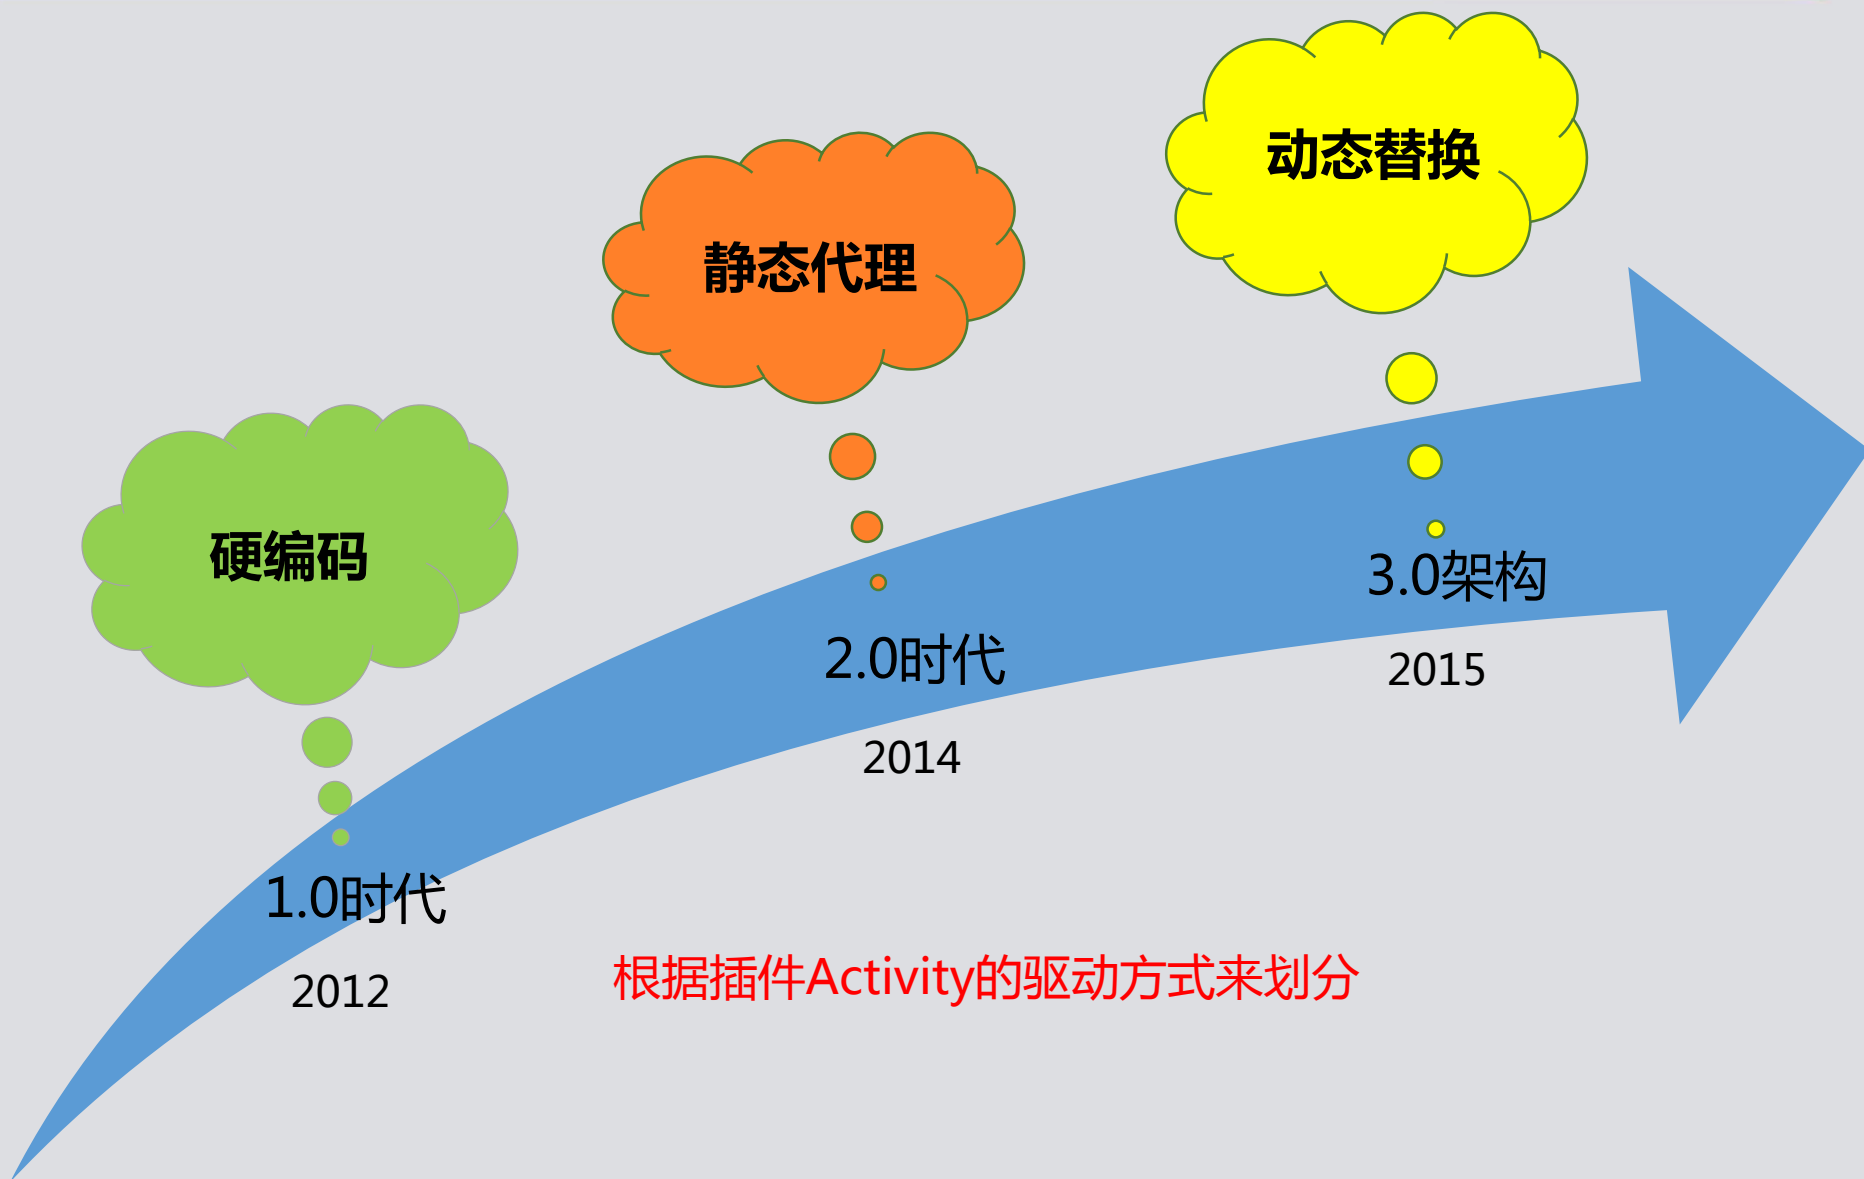 动态替换
静态代理
硬编码
3.0架构
2015
2.0时代
2014
1.0时代
2012
根据插件Activity的驱动方式来划分